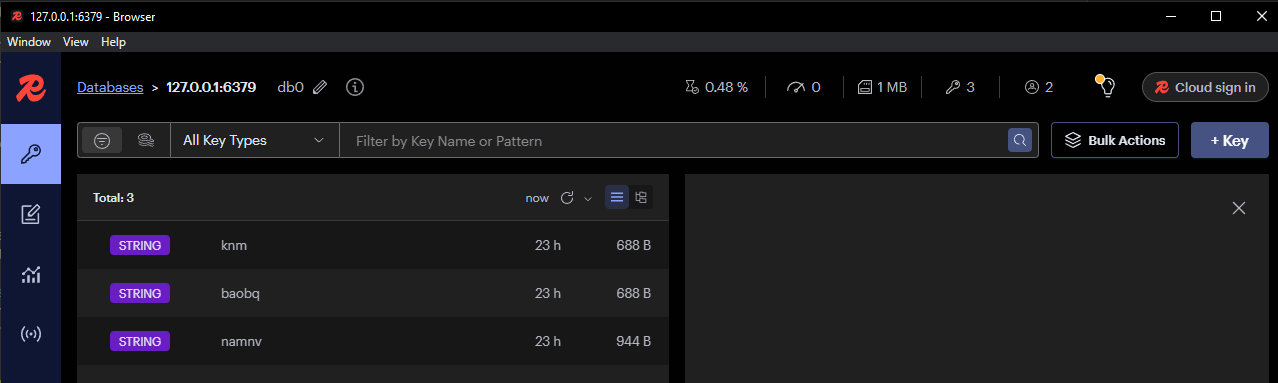 127.0.0.1:6379 - Browser
Window View Help
Databases > 127.0.0.1:6379 db0 0.48 % 0 1 MB 3 2 Cloud sign in
All Key Types Filter by Key Name or Pattern Bulk Actions + Key
Total: 3 now
STRING knm 23 h 688 B
STRING baobq 23 h 688 B
STRING namnv 23 h 944 B